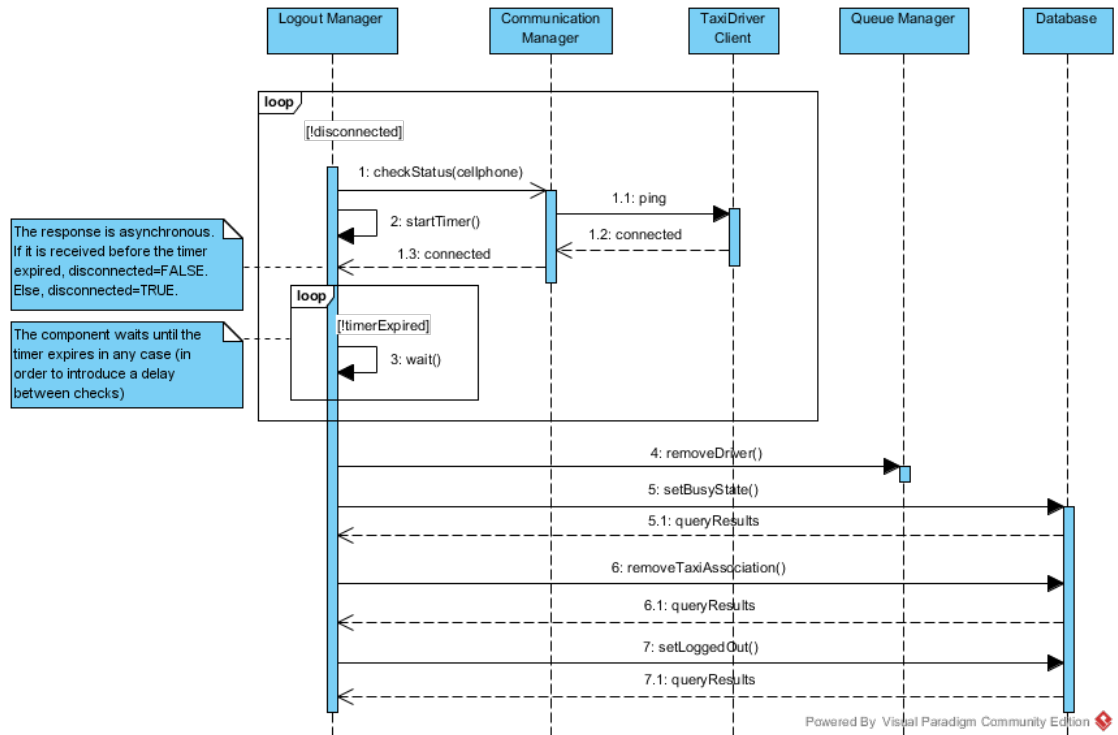 Logout Manager
Communication
Manager
TaxiDriver
Client
Queue Manager
Database
loop
[!disconnected]
1: checkStatus(cellphone)
1.1: ping
2: startTimer()
1.2: connected
1.3: connected
The response is asynchronous.
If it is received before the timer
expired, disconnected=FALSE.
Else, disconnected=TRUE.
loop
[!timerExpired]
3: wait()
The component waits until the
timer expires in any case (in
order to introduce a delay
between checks)
4: removeDriver()
5: setBusyState()
5.1: queryResults
6: removeTaxiAssociation()
6.1: queryResults
7: setLoggedOut()
7.1: queryResults
Powered By Visual Paradigm Community Edition